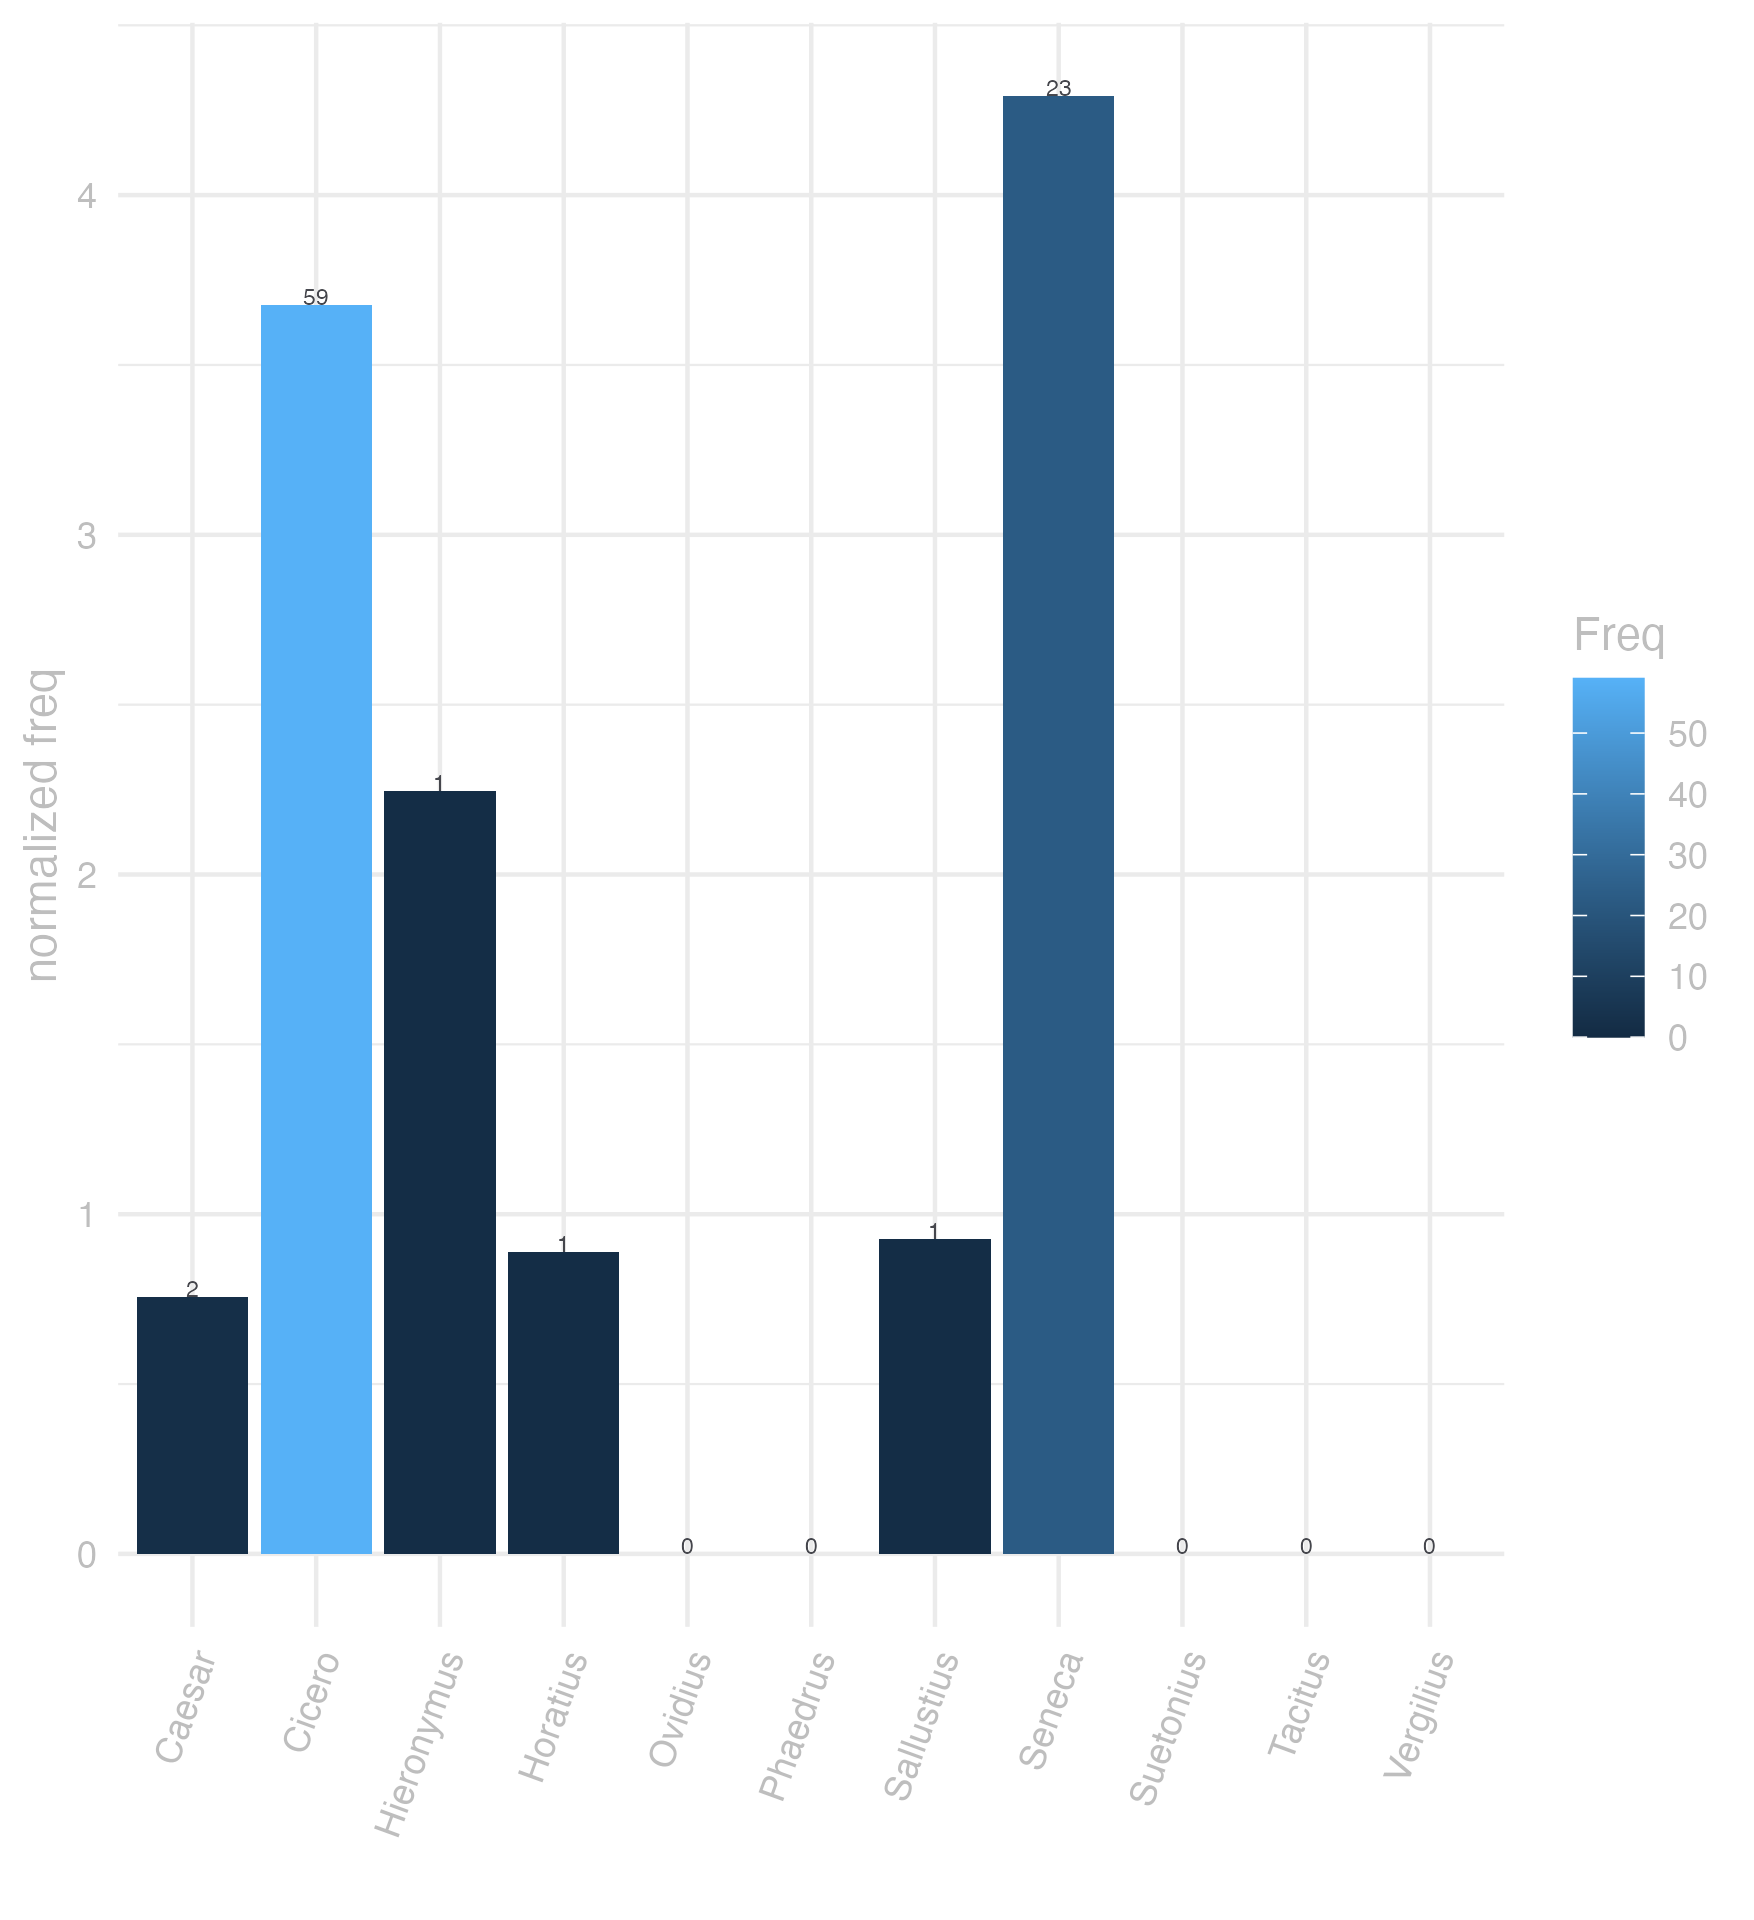 23
4
59
3
Freq
50
40
30
20
10
0
normalized freq
1
2
1
1
1
2
0
0
0
0
0
0
Caesar
Cicero
Hieronymus
Horatius
Ovidius
Phaedrus
Sallustius
Seneca
Suetonius
Tacitus
Vergilius